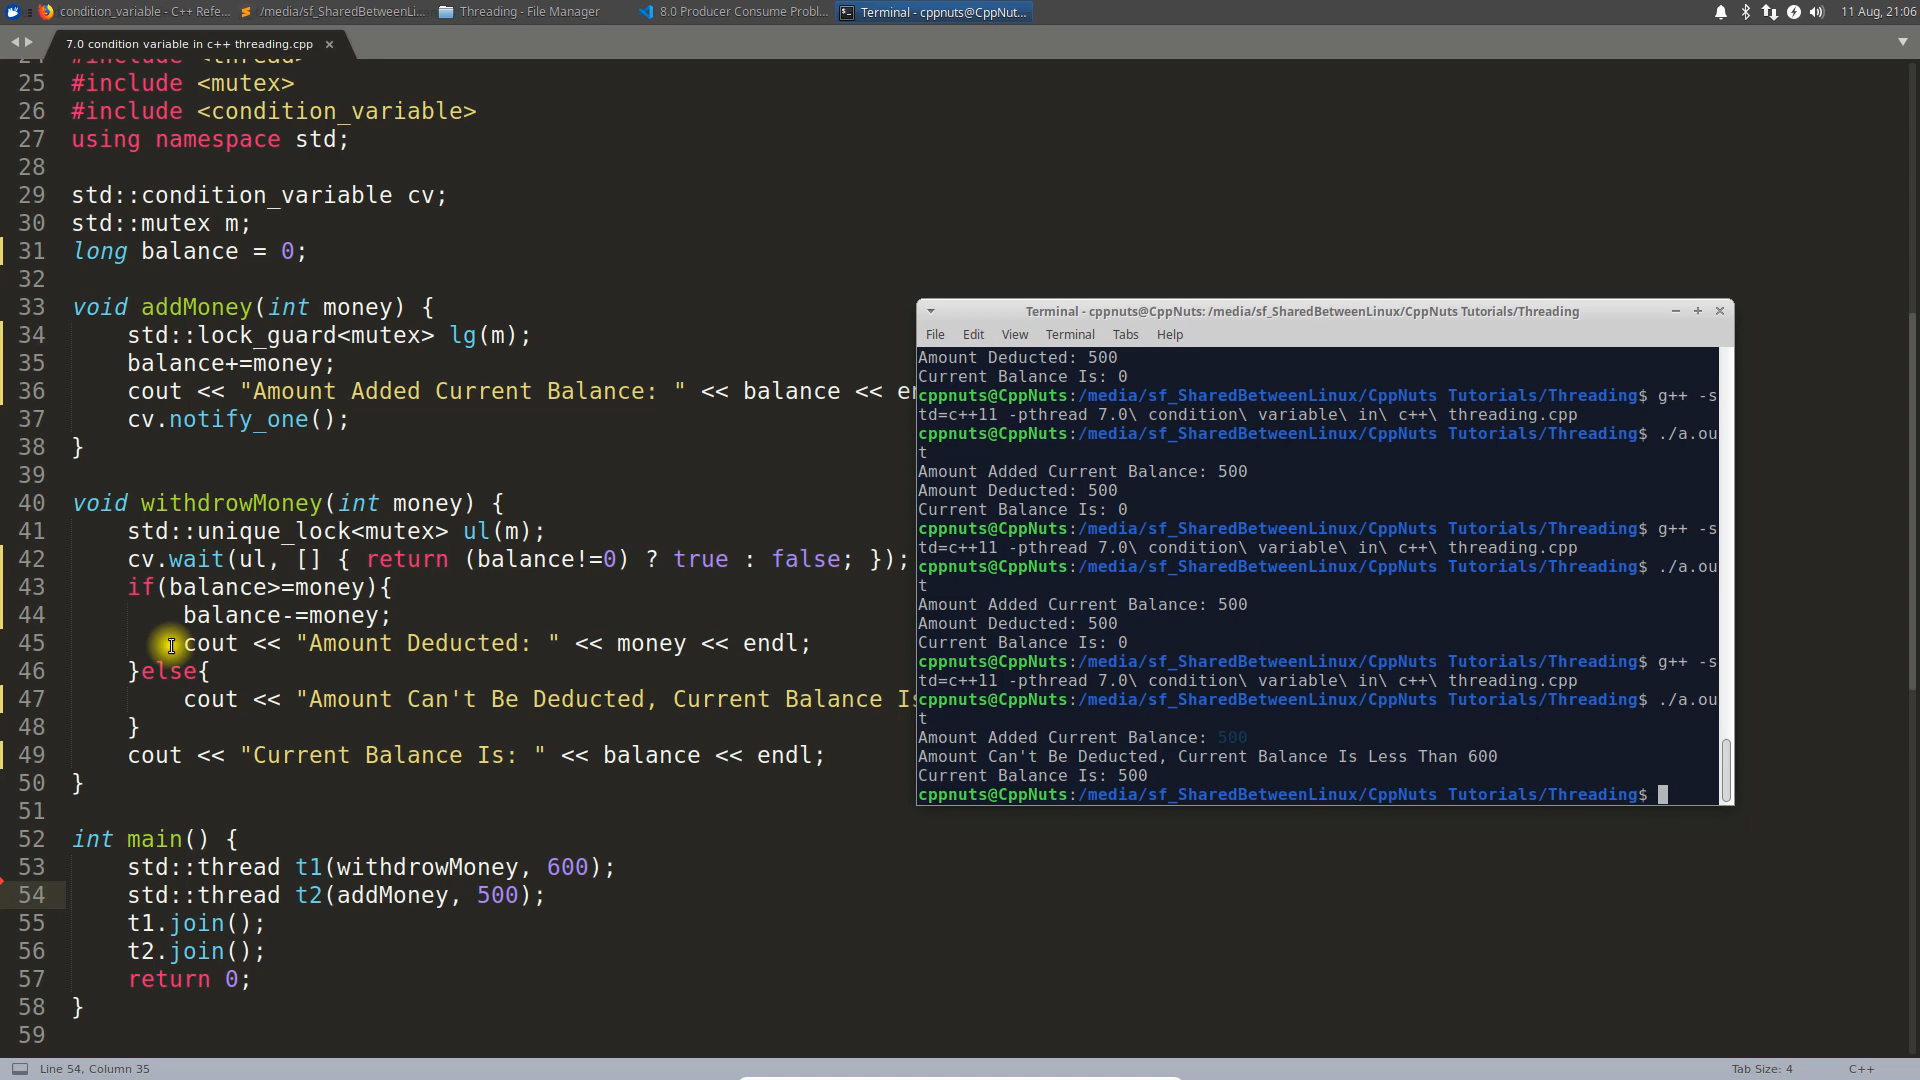 condition_variable - C++ Refe...
/media/sf_SharedBetweenLi...
Threading - File Manager
8.0 Producer Consume Probl...
Terminal - cppnuts@CppNut...
11 Aug, 21:06
7.0 condition variable in c++ threading.cpp ×
24 #include <thread>
25 #include <mutex>
26 #include <condition_variable>
27 using namespace std;
28
29 std::condition_variable cv;
30 std::mutex m;
31 long balance = 0;
32
33 void addMoney(int money) {
34 std::lock_guard<mutex> lg(m);
35 balance+=money;
36 cout << "Amount Added Current Balance: " << balance << en
37 cv.notify_one();
38 }
39
40 void withdrowMoney(int money) {
41 std::unique_lock<mutex> ul(m);
42 cv.wait(ul, [] { return (balance!=0) ? true : false; });
43 if(balance>=money){
44 balance-=money;
45 cout << "Amount Deducted: " << money << endl;
46 }else{
47 cout << "Amount Can't Be Deducted, Current Balance Is
48 }
49 cout << "Current Balance Is: " << balance << endl;
50 }
51
52 int main() {
53 std::thread t1(withdrowMoney, 600);
54 std::thread t2(addMoney, 500);
55 t1.join();
56 t2.join();
57 return 0;
58 }
59
Terminal - cppnuts@CppNuts: /media/sf_SharedBetweenLinux/CppNuts Tutorials/Threading
File Edit View Terminal Tabs Help
Amount Deducted: 500
Current Balance Is: 0
cppnuts@CppNuts:/media/sf_SharedBetweenLinux/CppNuts Tutorials/Threading$ g++ -s
td=c++11 -pthread 7.0\ condition\ variable\ in\ c++\ threading.cpp
cppnuts@CppNuts:/media/sf_SharedBetweenLinux/CppNuts Tutorials/Threading$ ./a.ou
t
Amount Added Current Balance: 500
Amount Deducted: 500
Current Balance Is: 0
cppnuts@CppNuts:/media/sf_SharedBetweenLinux/CppNuts Tutorials/Threading$ g++ -s
td=c++11 -pthread 7.0\ condition\ variable\ in\ c++\ threading.cpp
cppnuts@CppNuts:/media/sf_SharedBetweenLinux/CppNuts Tutorials/Threading$ ./a.ou
t
Amount Added Current Balance: 500
Amount Deducted: 500
Current Balance Is: 0
cppnuts@CppNuts:/media/sf_SharedBetweenLinux/CppNuts Tutorials/Threading$ g++ -s
td=c++11 -pthread 7.0\ condition\ variable\ in\ c++\ threading.cpp
cppnuts@CppNuts:/media/sf_SharedBetweenLinux/CppNuts Tutorials/Threading$ ./a.ou
t
Amount Added Current Balance: 500
Amount Can't Be Deducted, Current Balance Is Less Than 600
Current Balance Is: 500
cppnuts@CppNuts:/media/sf_SharedBetweenLinux/CppNuts Tutorials/Threading$
Line 54, Column 35
Tab Size: 4
C++